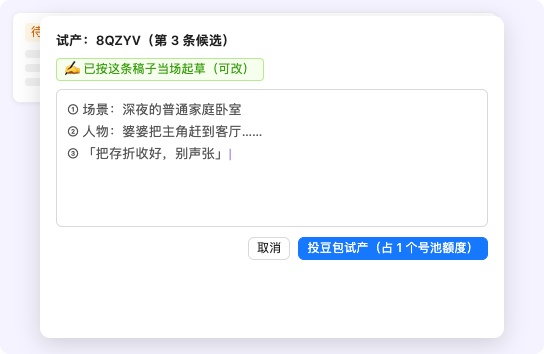 待
试产：8QZYV（第 3 条候选）
✍️ 已按这条稿子当场起草（可改）
① 场景：深夜的普通家庭卧室
② 人物：婆婆把主角赶到客厅……
③ 「把存折收好，别声张」
取消
投豆包试产（占 1 个号池额度）